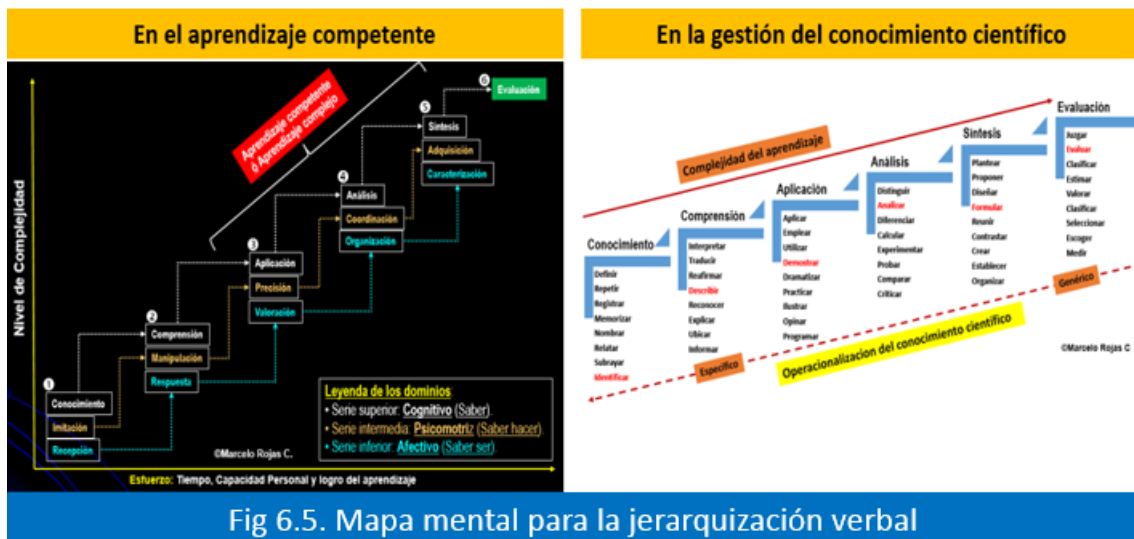 En el aprendizaje competente
Nivel de Complejidad
Aprendizaje competente
ó Aprendizaje complejo
6
Evaluación
5
Síntesis
Adquisición
Caracterización
4
Análisis
Coordinación
Organización
3
Aplicación
Precisión
Valoración
2
Comprensión
Manipulación
Respuesta
1
Conocimiento
Imitación
Recepción
Leyenda de los dominios:
• Serie superior: Cognitivo (Saber).
• Serie intermedia: Psicomotriz (Saber hacer).
• Serie inferior: Afectivo (Saber ser).
©Marcelo Rojas C.
Esfuerzo: Tiempo, Capacidad Personal y logro del aprendizaje
En la gestión del conocimiento científico
Complejidad del aprendizaje
Conocimiento
Definir
Repetir
Registrar
Memorizar
Nombrar
Relatar
Subrayar
Identificar
Comprensión
Interpretar
Traducir
Reafirmar
Describir
Reconocer
Explicar
Ubicar
Informar
Aplicación
Aplicar
Emplear
Utilizar
Demostrar
Dramatizar
Practicar
Ilustrar
Opinar
Programar
Análisis
Distinguir
Analizar
Diferenciar
Calcular
Experimentar
Probar
Comparar
Criticar
Síntesis
Plantear
Proponer
Diseñar
Formular
Reunir
Contrastar
Crear
Establecer
Organizar
Evaluación
Juzgar
Evaluar
Clasificar
Estimar
Valorar
Clasificar
Seleccionar
Escoger
Medir
Específico
Operacionalizacion del conocimiento científico
Genérico
©Marcelo Rojas C
Fig 6.5. Mapa mental para la jerarquización verbal